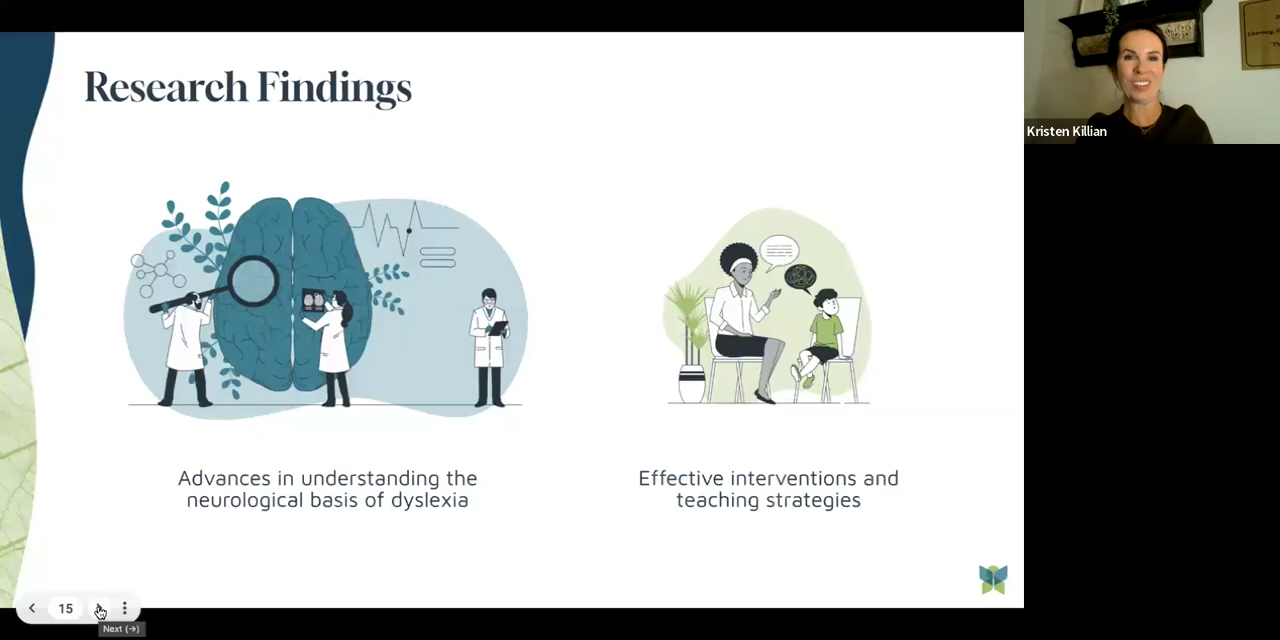 Research Findings
Kristen Killian
Advances in understanding the
neurological basis of dyslexia
Effective interventions and
teaching strategies
15
Next (→)